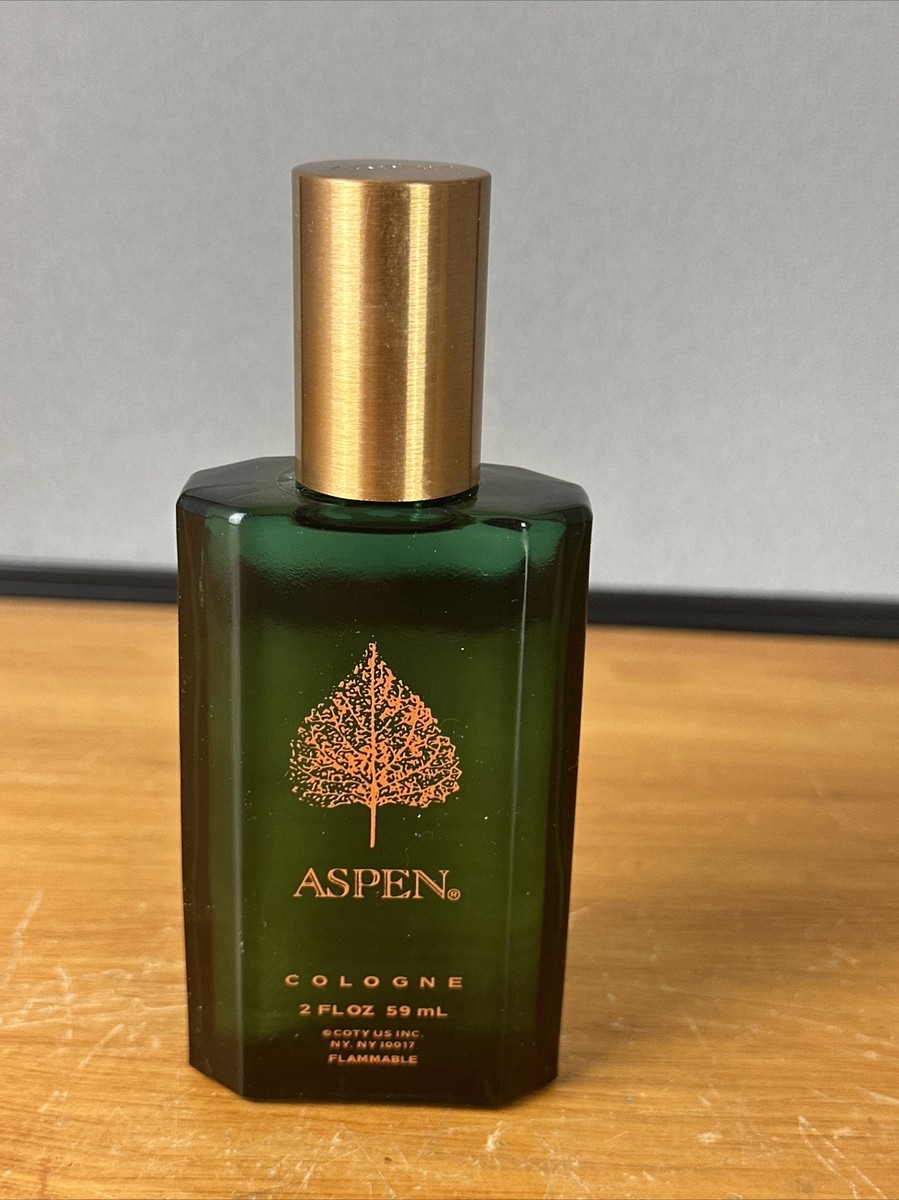 ASPEN®
COLOGNE
2 FL OZ 59 mL
©COTY US INC.
NY, NY 10017
FLAMMABLE